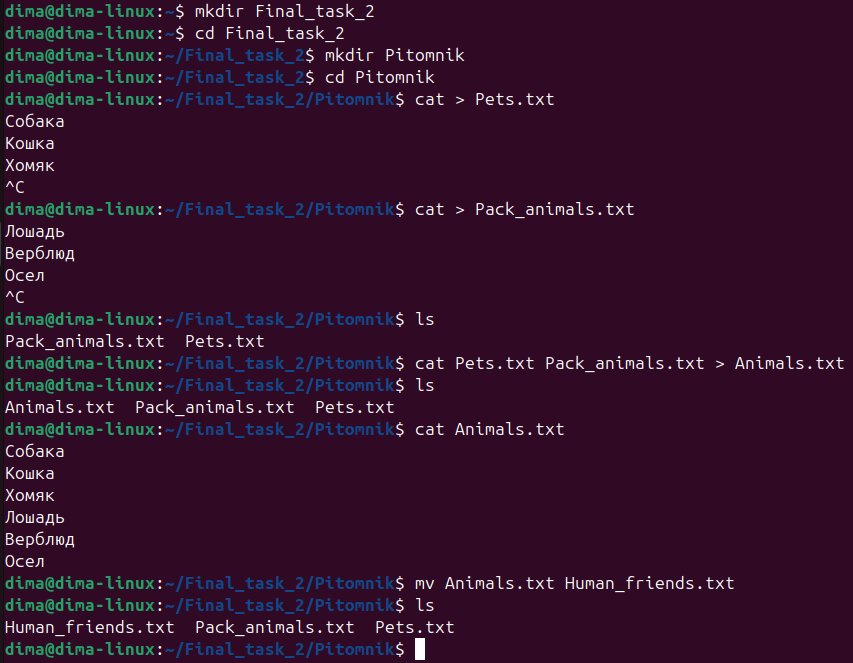 dima@dima-linux:~$ mkdir Final_task_2
dima@dima-linux:~$ cd Final_task_2
dima@dima-linux:~/Final_task_2$ mkdir Pitomnik
dima@dima-linux:~/Final_task_2$ cd Pitomnik
dima@dima-linux:~/Final_task_2/Pitomnik$ cat > Pets.txt
Собака
Кошка
Хомяк
^C
dima@dima-linux:~/Final_task_2/Pitomnik$ cat > Pack_animals.txt
Лошадь
Верблюд
Осел
^C
dima@dima-linux:~/Final_task_2/Pitomnik$ ls
Pack_animals.txt  Pets.txt
dima@dima-linux:~/Final_task_2/Pitomnik$ cat Pets.txt Pack_animals.txt > Animals.txt
dima@dima-linux:~/Final_task_2/Pitomnik$ ls
Animals.txt  Pack_animals.txt  Pets.txt
dima@dima-linux:~/Final_task_2/Pitomnik$ cat Animals.txt
Собака
Кошка
Хомяк
Лошадь
Верблюд
Осел
dima@dima-linux:~/Final_task_2/Pitomnik$ mv Animals.txt Human_friends.txt
dima@dima-linux:~/Final_task_2/Pitomnik$ ls
Human_friends.txt  Pack_animals.txt  Pets.txt
dima@dima-linux:~/Final_task_2/Pitomnik$